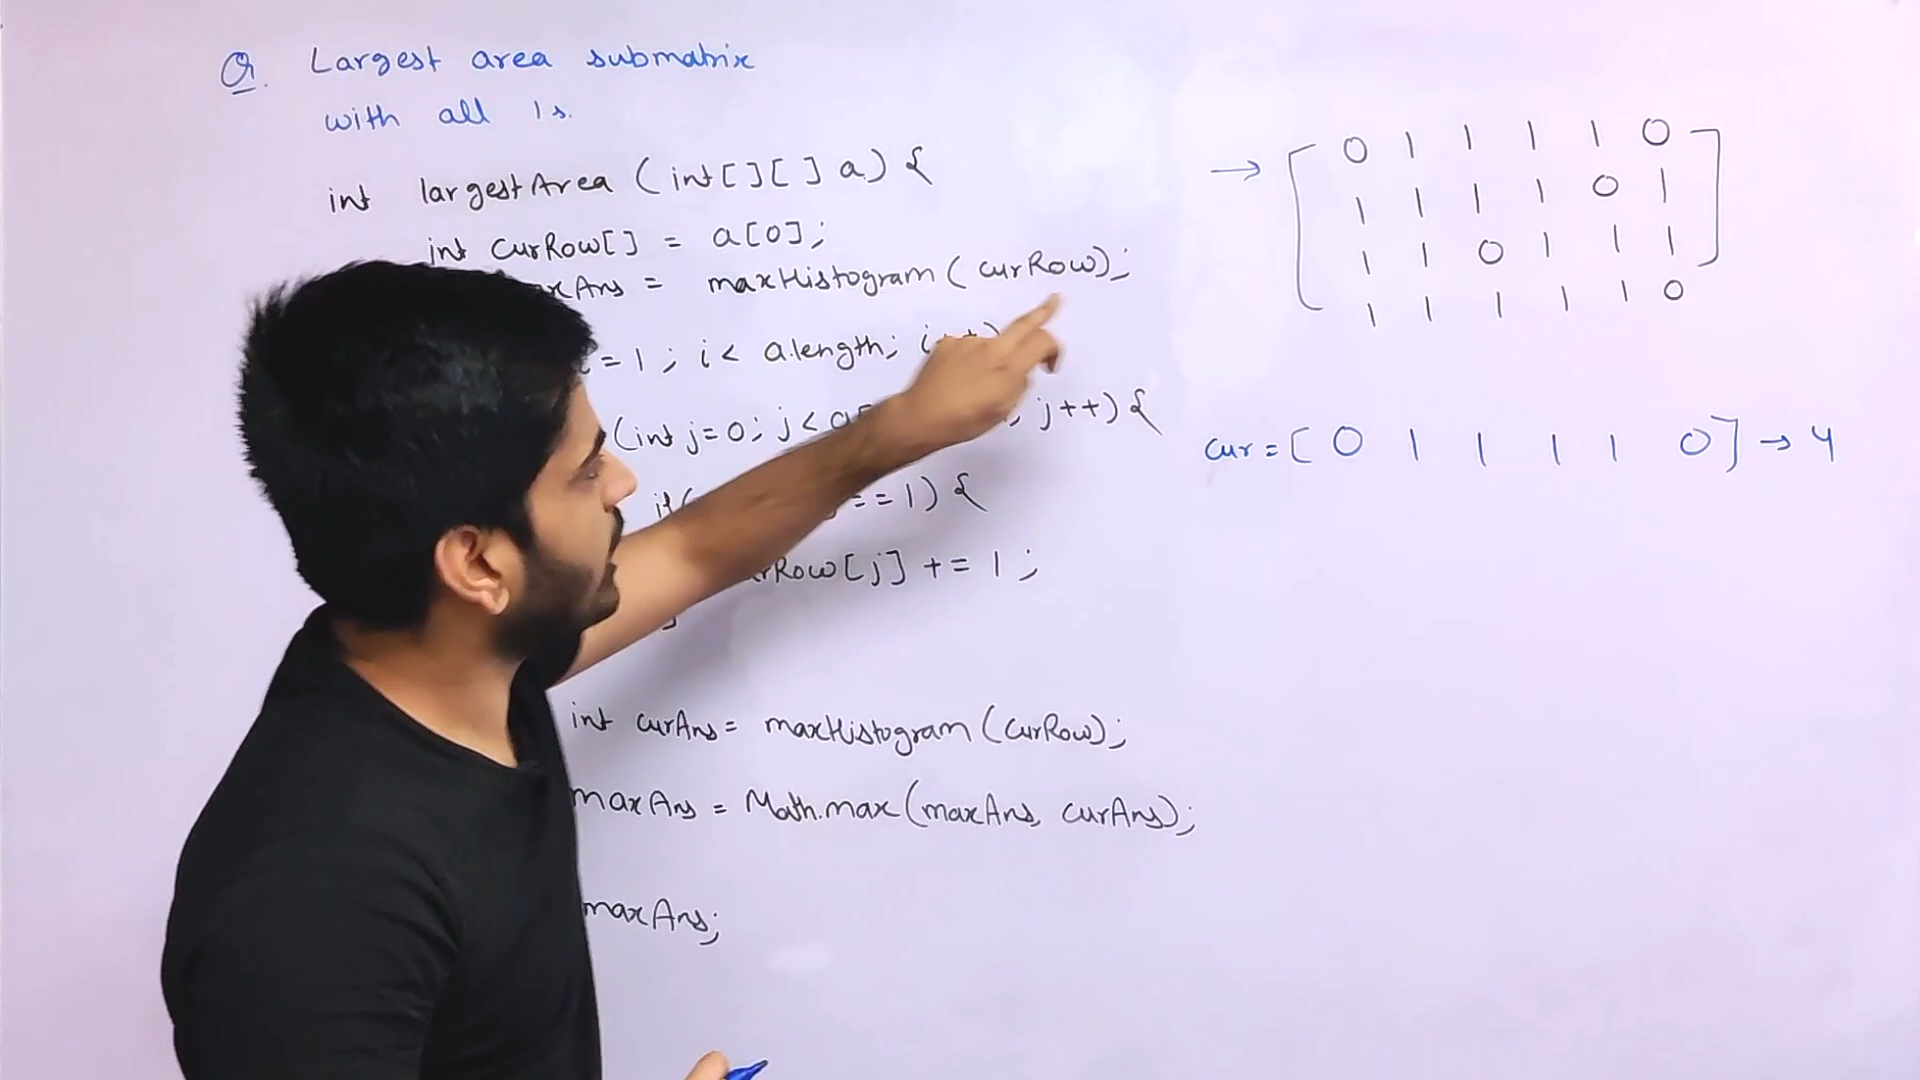 Q. Largest area submatrix
with all 1s.
int largestArea (int[][] a) {
int curRow[] = a[0];
xAns = maxHistogram (curRow);
=1; i< a.length; i++)
(int j=0; j< a j++) {
if( ==1) {
rRow[j] += 1;
int curAns = maxHistogram (curRow);
maxAns = Math.max(maxAns, curAns);
maxAns;
→ [ 0 1 1 1 1 0 ]
1 1 1 1 0 1
1 1 0 1 1 1
1 1 1 1 1 0
cur = [ 0 1 1 1 1 0 ] → 4